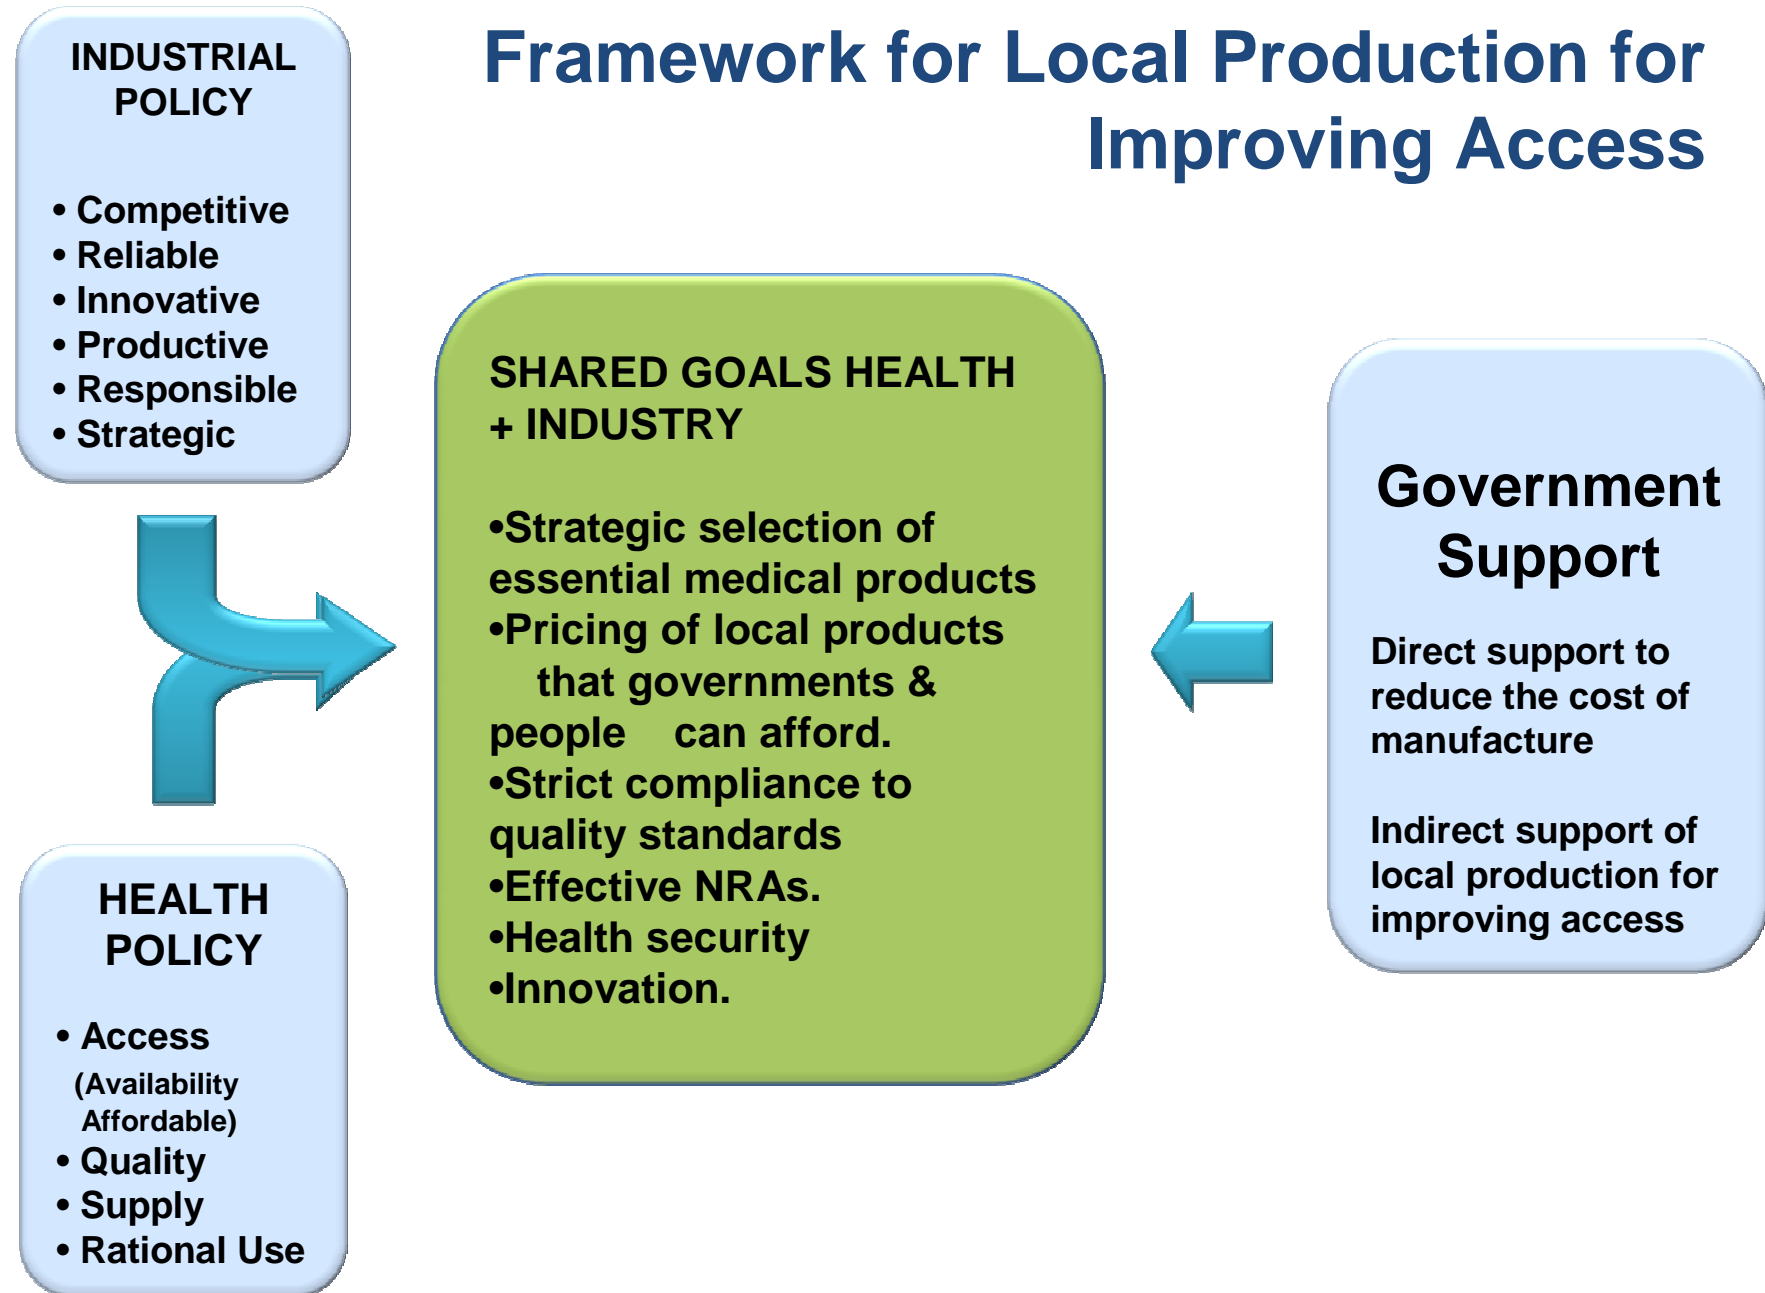 Framework for Local Production for
Improving Access
INDUSTRIAL
POLICY
• Competitive
• Reliable
• Innovative
• Productive
• Responsible
• Strategic
HEALTH
POLICY
• Access
(Availability
Affordable)
• Quality
• Supply
• Rational Use
SHARED GOALS HEALTH
+ INDUSTRY
•Strategic selection of
essential medical products
•Pricing of local products
that governments &
people can afford.
•Strict compliance to
quality standards
•Effective NRAs.
•Health security
•Innovation.
Government
Support
Direct support to
reduce the cost of
manufacture
Indirect support of
local production for
improving access